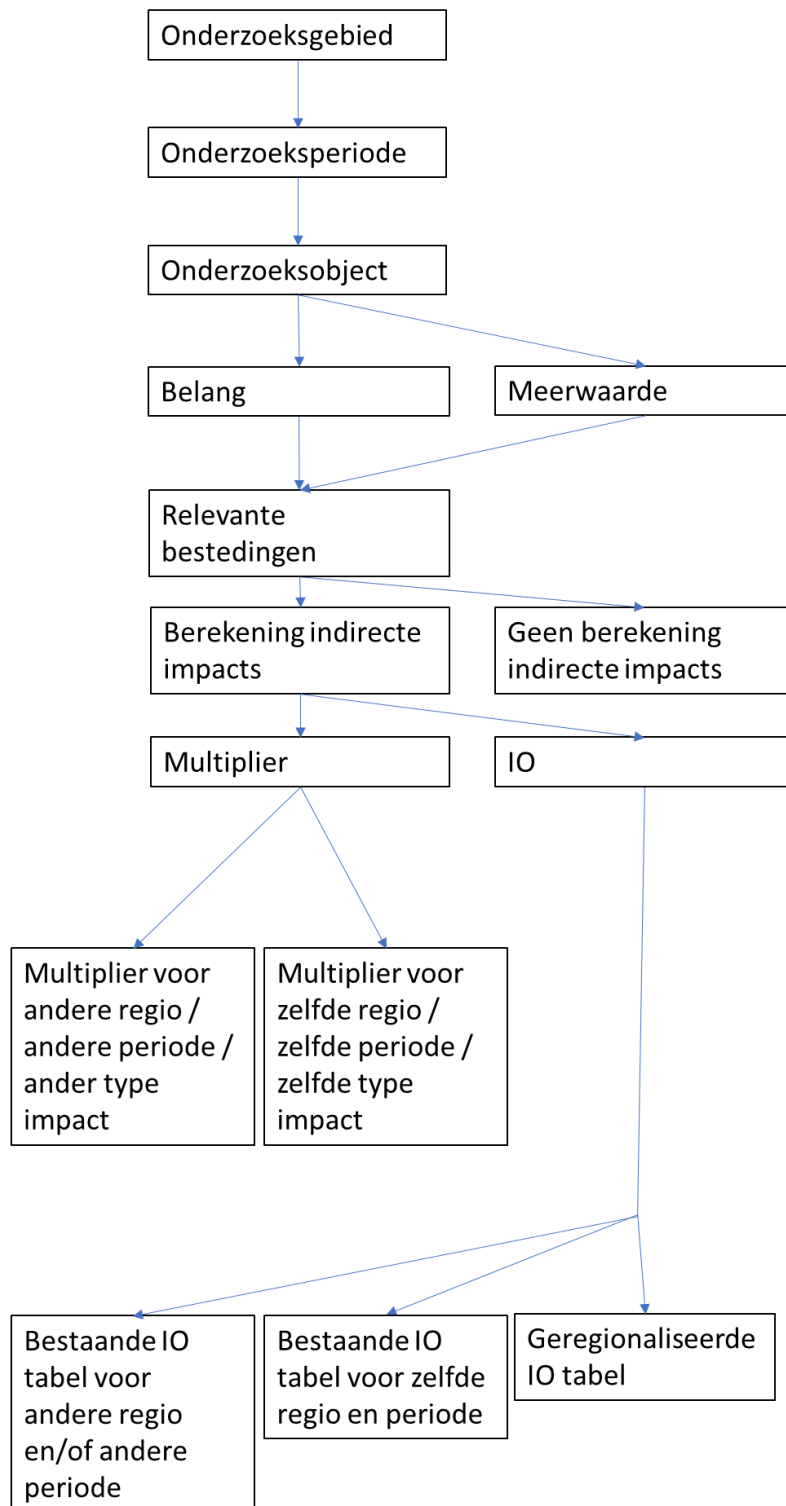 Onderzoeksgebied
Onderzoeksperiode
Onderzoeksobject
Belang
Meerwaarde
Relevante
bestedingen
Berekening indirecte
impacts
Geen berekening
indirecte impacts
Multiplier
IO
Multiplier voor
andere regio /
andere periode /
ander type
impact
Multiplier voor
zelfde regio /
zelfde periode /
zelfde type
impact
Bestaande IO
tabel voor
andere regio
en/of andere
periode
Bestaande IO
tabel voor zelfde
regio en periode
Geregionaliseerde
IO tabel